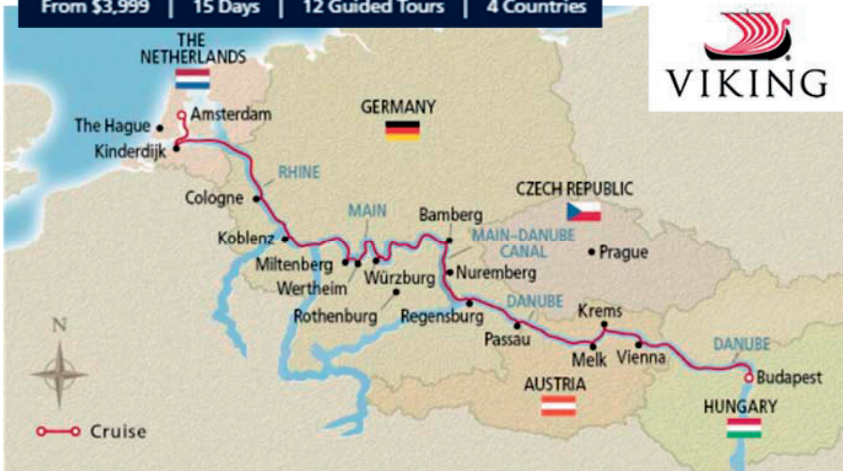 From $3,999 | 15 Days | 12 Guided Tours | 4 Countries
VIKING
THE
NETHERLANDS
Amsterdam
The Hague
Kinderdijk
GERMANY
RHINE
Cologne
CZECH REPUBLIC
MAIN
Bamberg
Koblenz
MAIN-DANUBE
CANAL
Prague
Miltenberg
Wertheim
Würzburg
Nuremberg
Rothenburg
Regensburg
DANUBE
Krems
N
Passau
Melk
Vienna
DANUBE
AUSTRIA
Budapest
HUNGARY
Cruise